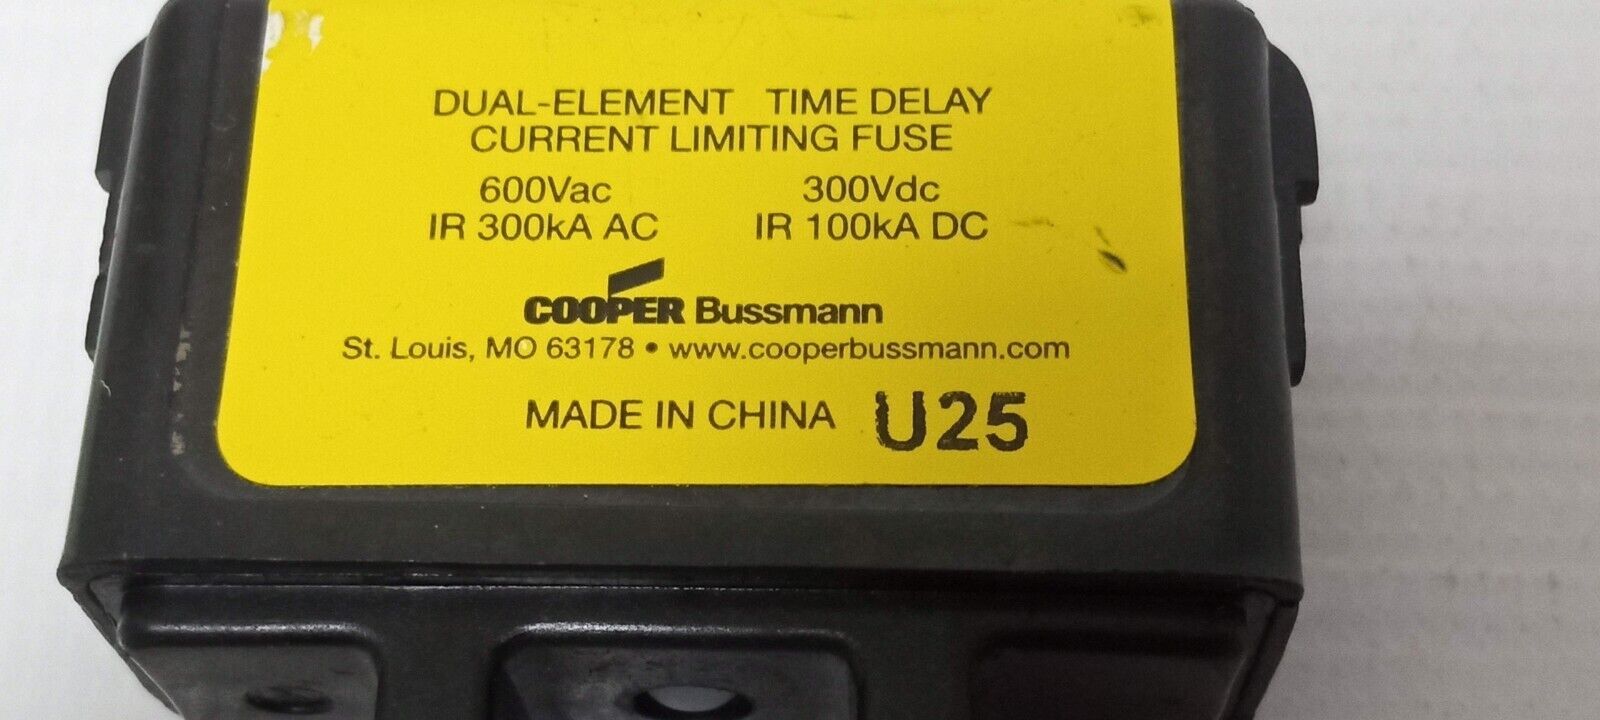 DUAL-ELEMENT TIME DELAY
CURRENT LIMITING FUSE
600Vac 300Vdc
IR 300kA AC IR 100kA DC
COOPER Bussmann
St. Louis, MO 63178 • www.cooperbussmann.com
MADE IN CHINA U25